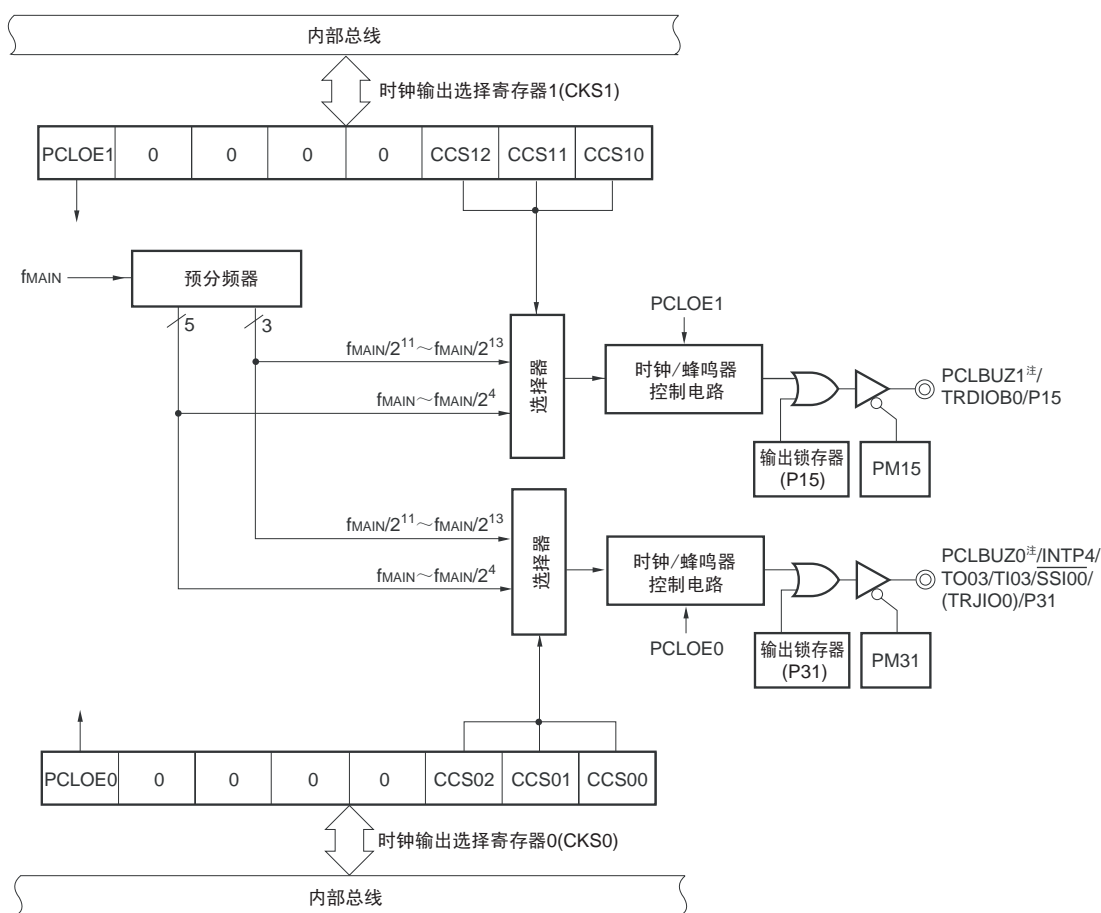 内部总线
时钟输出选择寄存器1(CKS1)
PCLOE1 0 0 0 0 CCS12 CCS11 CCS10
fMAIN
预分频器
5 3
PCLOE1
fMAIN/2^11～fMAIN/2^13
fMAIN～fMAIN/2^4
选择器
时钟/蜂鸣器
控制电路
PCLBUZ1注/
TRDIOB0/P15
输出锁存器
(P15)
PM15
fMAIN/2^11～fMAIN/2^13
fMAIN～fMAIN/2^4
选择器
时钟/蜂鸣器
控制电路
PCLBUZ0注/INTP4/
TO03/TI03/SSI00/
(TRJIO0)/P31
PCLOE0
输出锁存器
(P31)
PM31
PCLOE0 0 0 0 0 CCS02 CCS01 CCS00
时钟输出选择寄存器0(CKS0)
内部总线